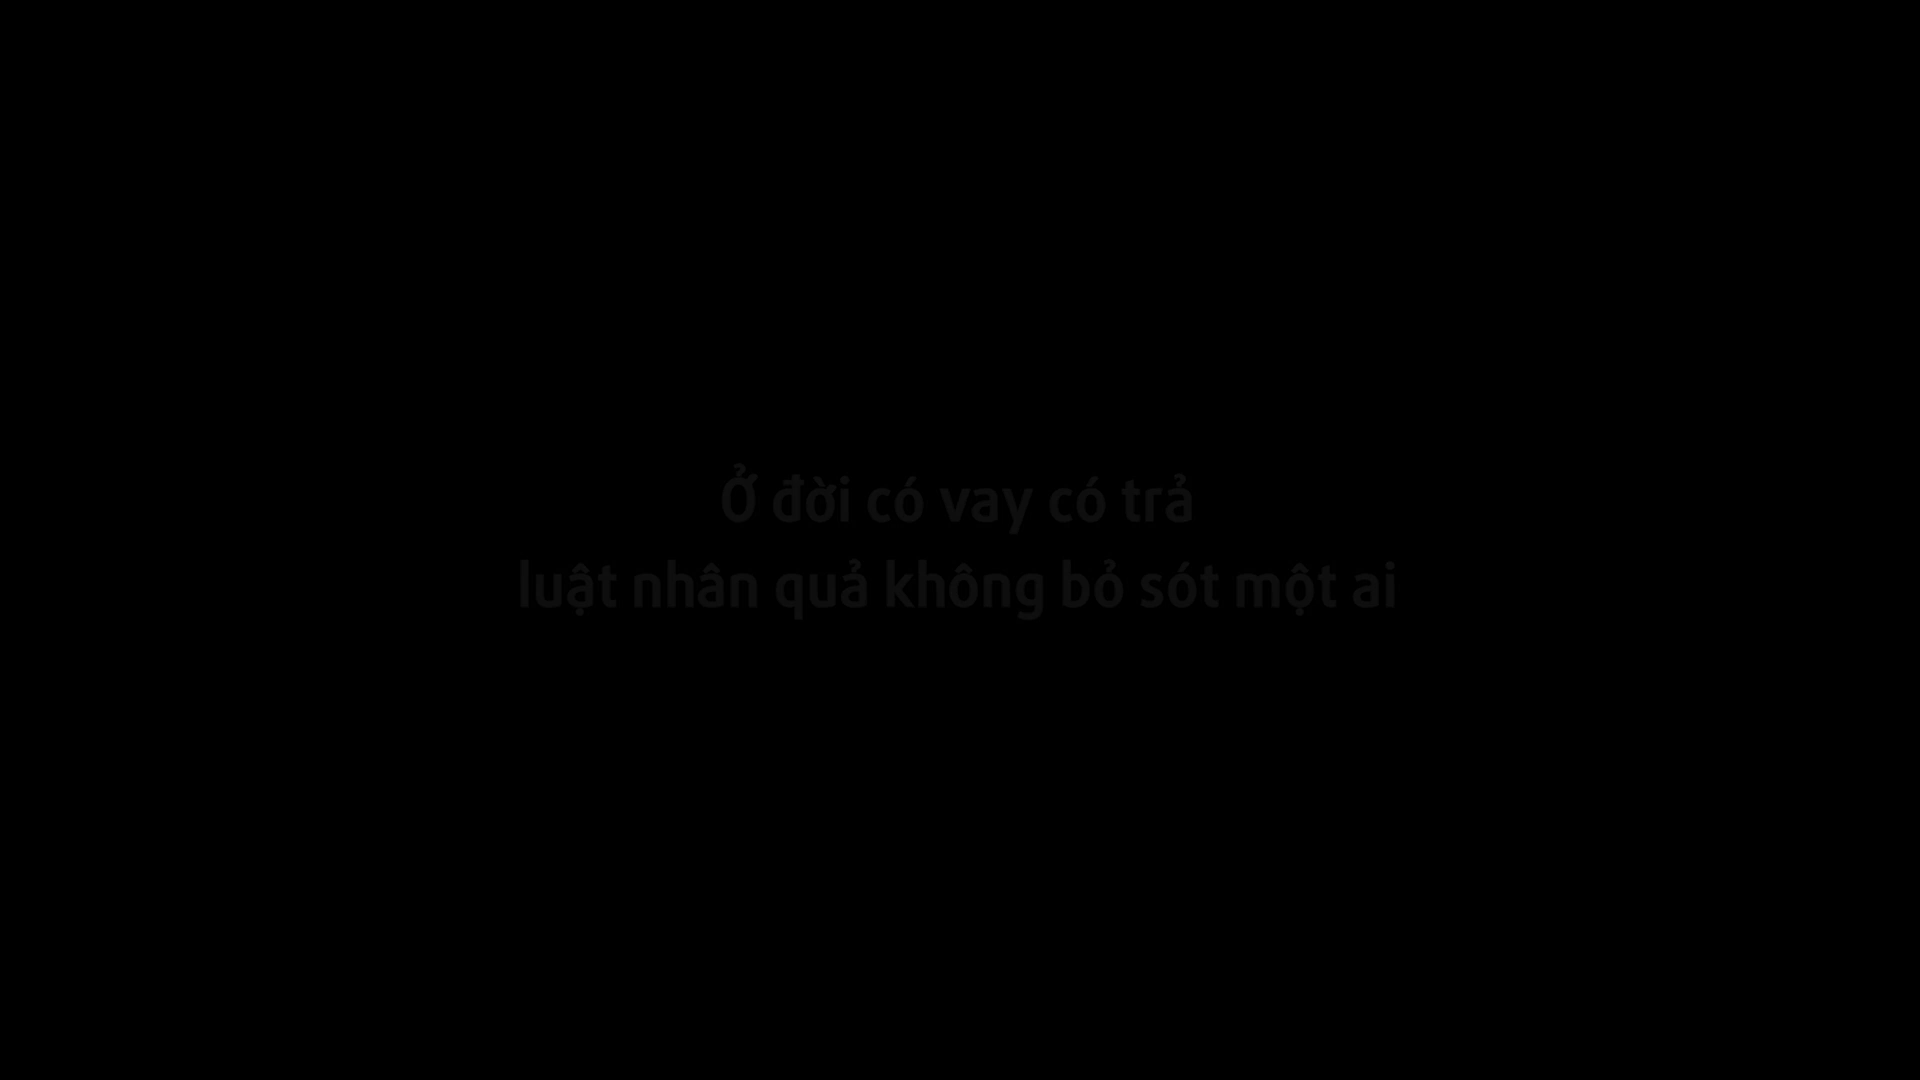 Ở đời có vay có trả
luật nhân quả không bỏ sót một ai